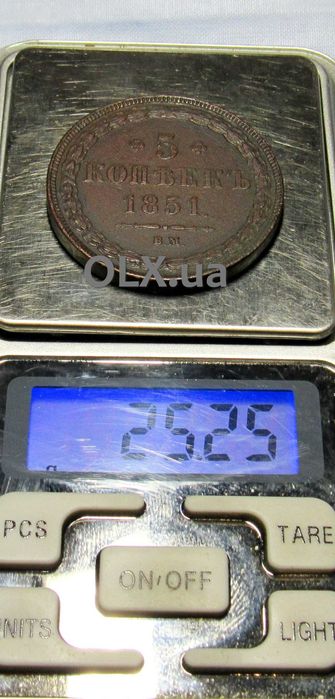 5
КОПѢЕКЪ
1851.
В.М.
OLX.ua
25.25
g
PCS
TARE
ON/OFF
UNITS
LIGHT